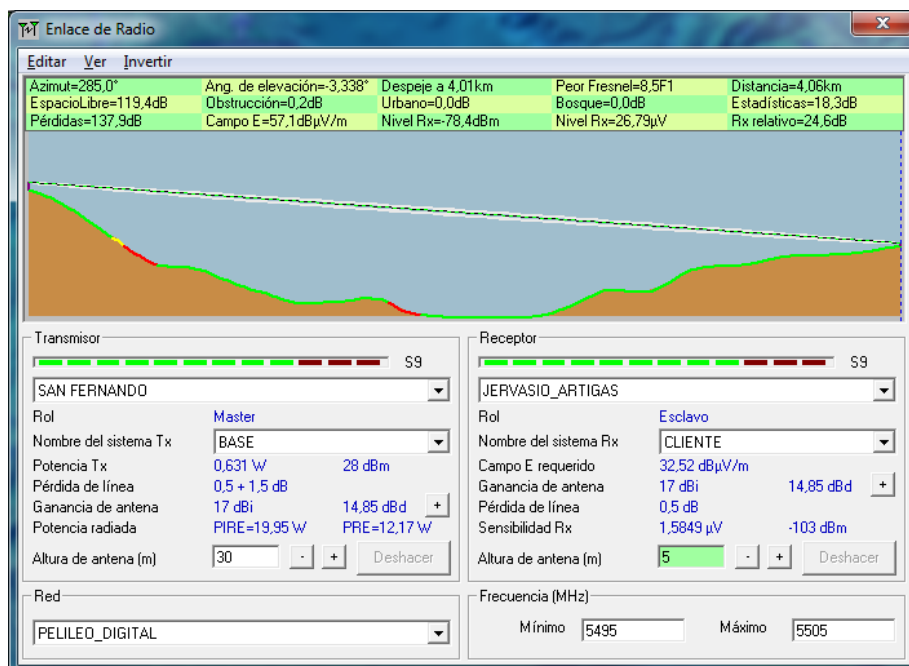 Enlace de Radio
Editar Ver Invertir
Azimut=285,0° Ang. de elevación=-3,338° Despeje a 4,01km Peor Fresnel=8,5F1 Distancia=4,06km
EspacioLibre=119,4dB Obstrucción=0,2dB Urbano=0,0dB Bosque=0,0dB Estadísticas=18,3dB
Pérdidas=137,9dB Campo E=57,1dBµV/m Nivel Rx=-78,4dBm Nivel Rx=26,79µV Rx relativo=24,6dB
Transmisor
S9
SAN FERNANDO
Rol Master
Nombre del sistema Tx BASE
Potencia Tx 0,631 W 28 dBm
Pérdida de línea 0,5 + 1,5 dB
Ganancia de antena 17 dBi 14,85 dBd +
Potencia radiada PIRE=19,95 W PRE=12,17 W
Altura de antena (m) 30 - + Deshacer
Receptor
S9
JERVASIO_ARTIGAS
Rol Esclavo
Nombre del sistema Rx CLIENTE
Campo E requerido 32,52 dBµV/m
Ganancia de antena 17 dBi 14,85 dBd +
Pérdida de línea 0,5 dB
Sensibilidad Rx 1,5849 µV -103 dBm
Altura de antena (m) 5 - + Deshacer
Red
PELILEO_DIGITAL
Frecuencia (MHz)
Mínimo 5495 Máximo 5505